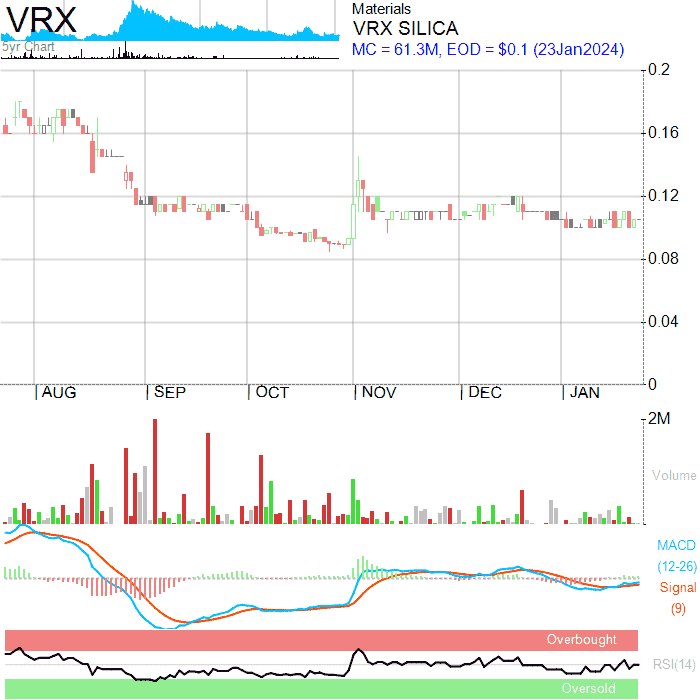 VRX
5yr Chart
Materials
VRX SILICA
MC = 61.3M, EOD = $0.1 (23Jan2024)
0.2
0.16
0.12
0.08
0.04
0
AUG
SEP
OCT
NOV
DEC
JAN
2M
Volume
MACD
(12-26)
Signal
(9)
Overbought
RSI(14)
Oversold